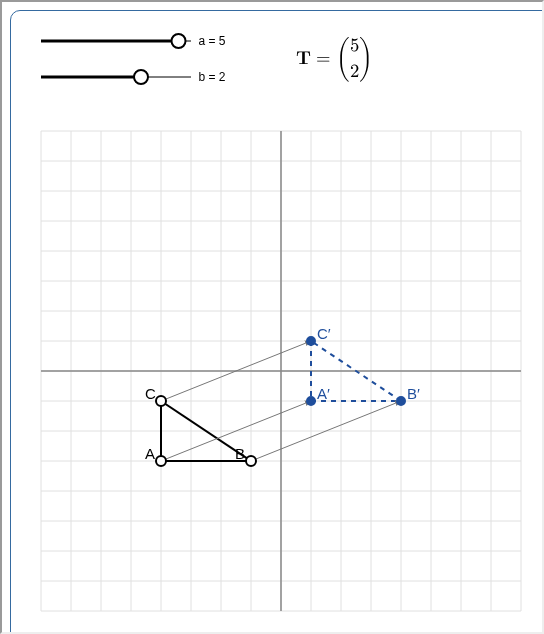 a = 5
T = (5
2)
b = 2
C′
A′
B′
C
A
B